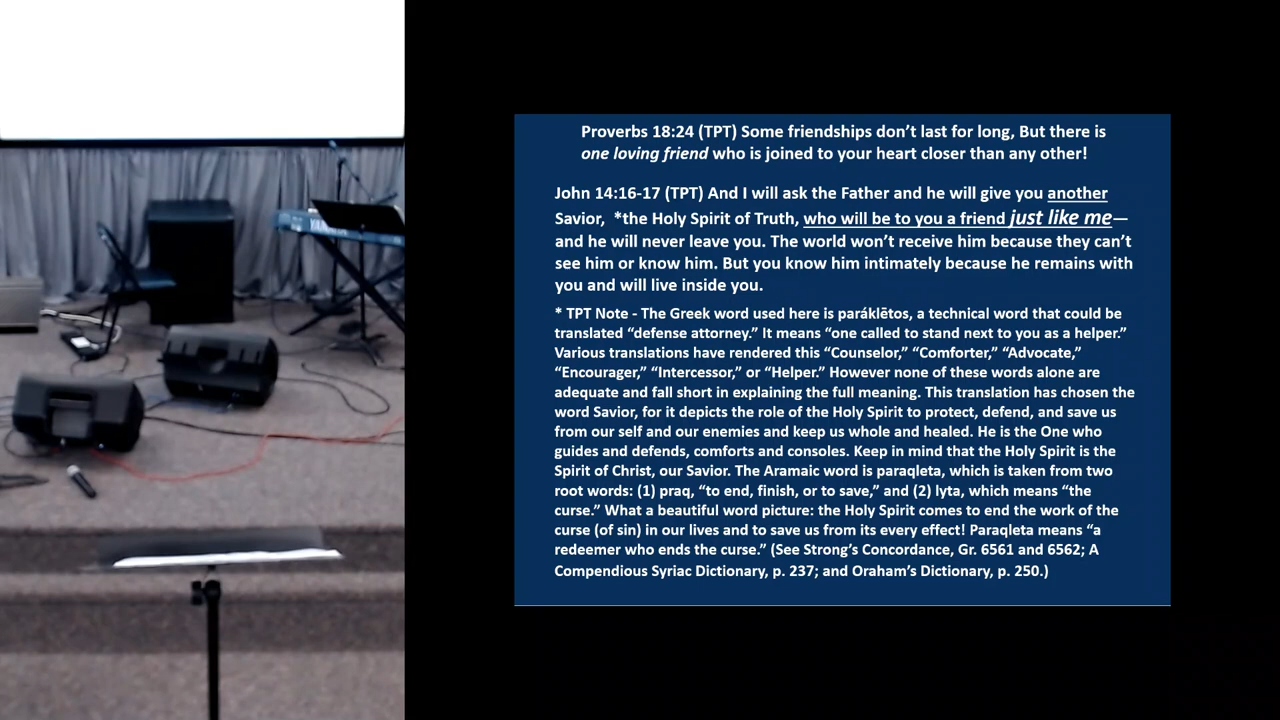 Proverbs 18:24 (TPT) Some friendships don’t last for long, But there is
one loving friend who is joined to your heart closer than any other!
John 14:16-17 (TPT) And I will ask the Father and he will give you another
Savior, *the Holy Spirit of Truth, who will be to you a friend just like me—
and he will never leave you. The world won’t receive him because they can’t
see him or know him. But you know him intimately because he remains with
you and will live inside you.
* TPT Note - The Greek word used here is paráklētos, a technical word that could be
translated “defense attorney.” It means “one called to stand next to you as a helper.”
Various translations have rendered this “Counselor,” “Comforter,” “Advocate,”
“Encourager,” “Intercessor,” or “Helper.” However none of these words alone are
adequate and fall short in explaining the full meaning. This translation has chosen the
word Savior, for it depicts the role of the Holy Spirit to protect, defend, and save us
from our self and our enemies and keep us whole and healed. He is the One who
guides and defends, comforts and consoles. Keep in mind that the Holy Spirit is the
Spirit of Christ, our Savior. The Aramaic word is paraqleta, which is taken from two
root words: (1) praq, “to end, finish, or to save,” and (2) lyta, which means “the
curse.” What a beautiful word picture: the Holy Spirit comes to end the work of the
curse (of sin) in our lives and to save us from its every effect! Paraqleta means “a
redeemer who ends the curse.” (See Strong’s Concordance, Gr. 6561 and 6562; A
Compendious Syriac Dictionary, p. 237; and Oraham’s Dictionary, p. 250.)
YAMAHA